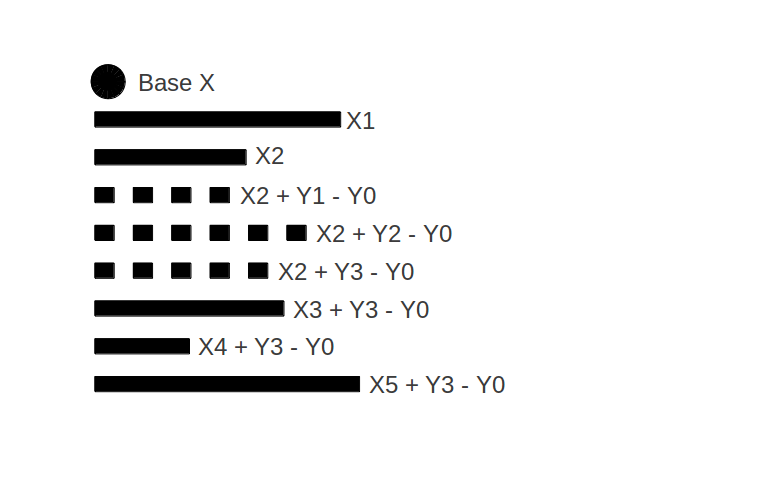 Base X
X1
X2
X2 + Y1 - Y0
X2 + Y2 - Y0
X2 + Y3 - Y0
X3 + Y3 - Y0
X4 + Y3 - Y0
X5 + Y3 - Y0